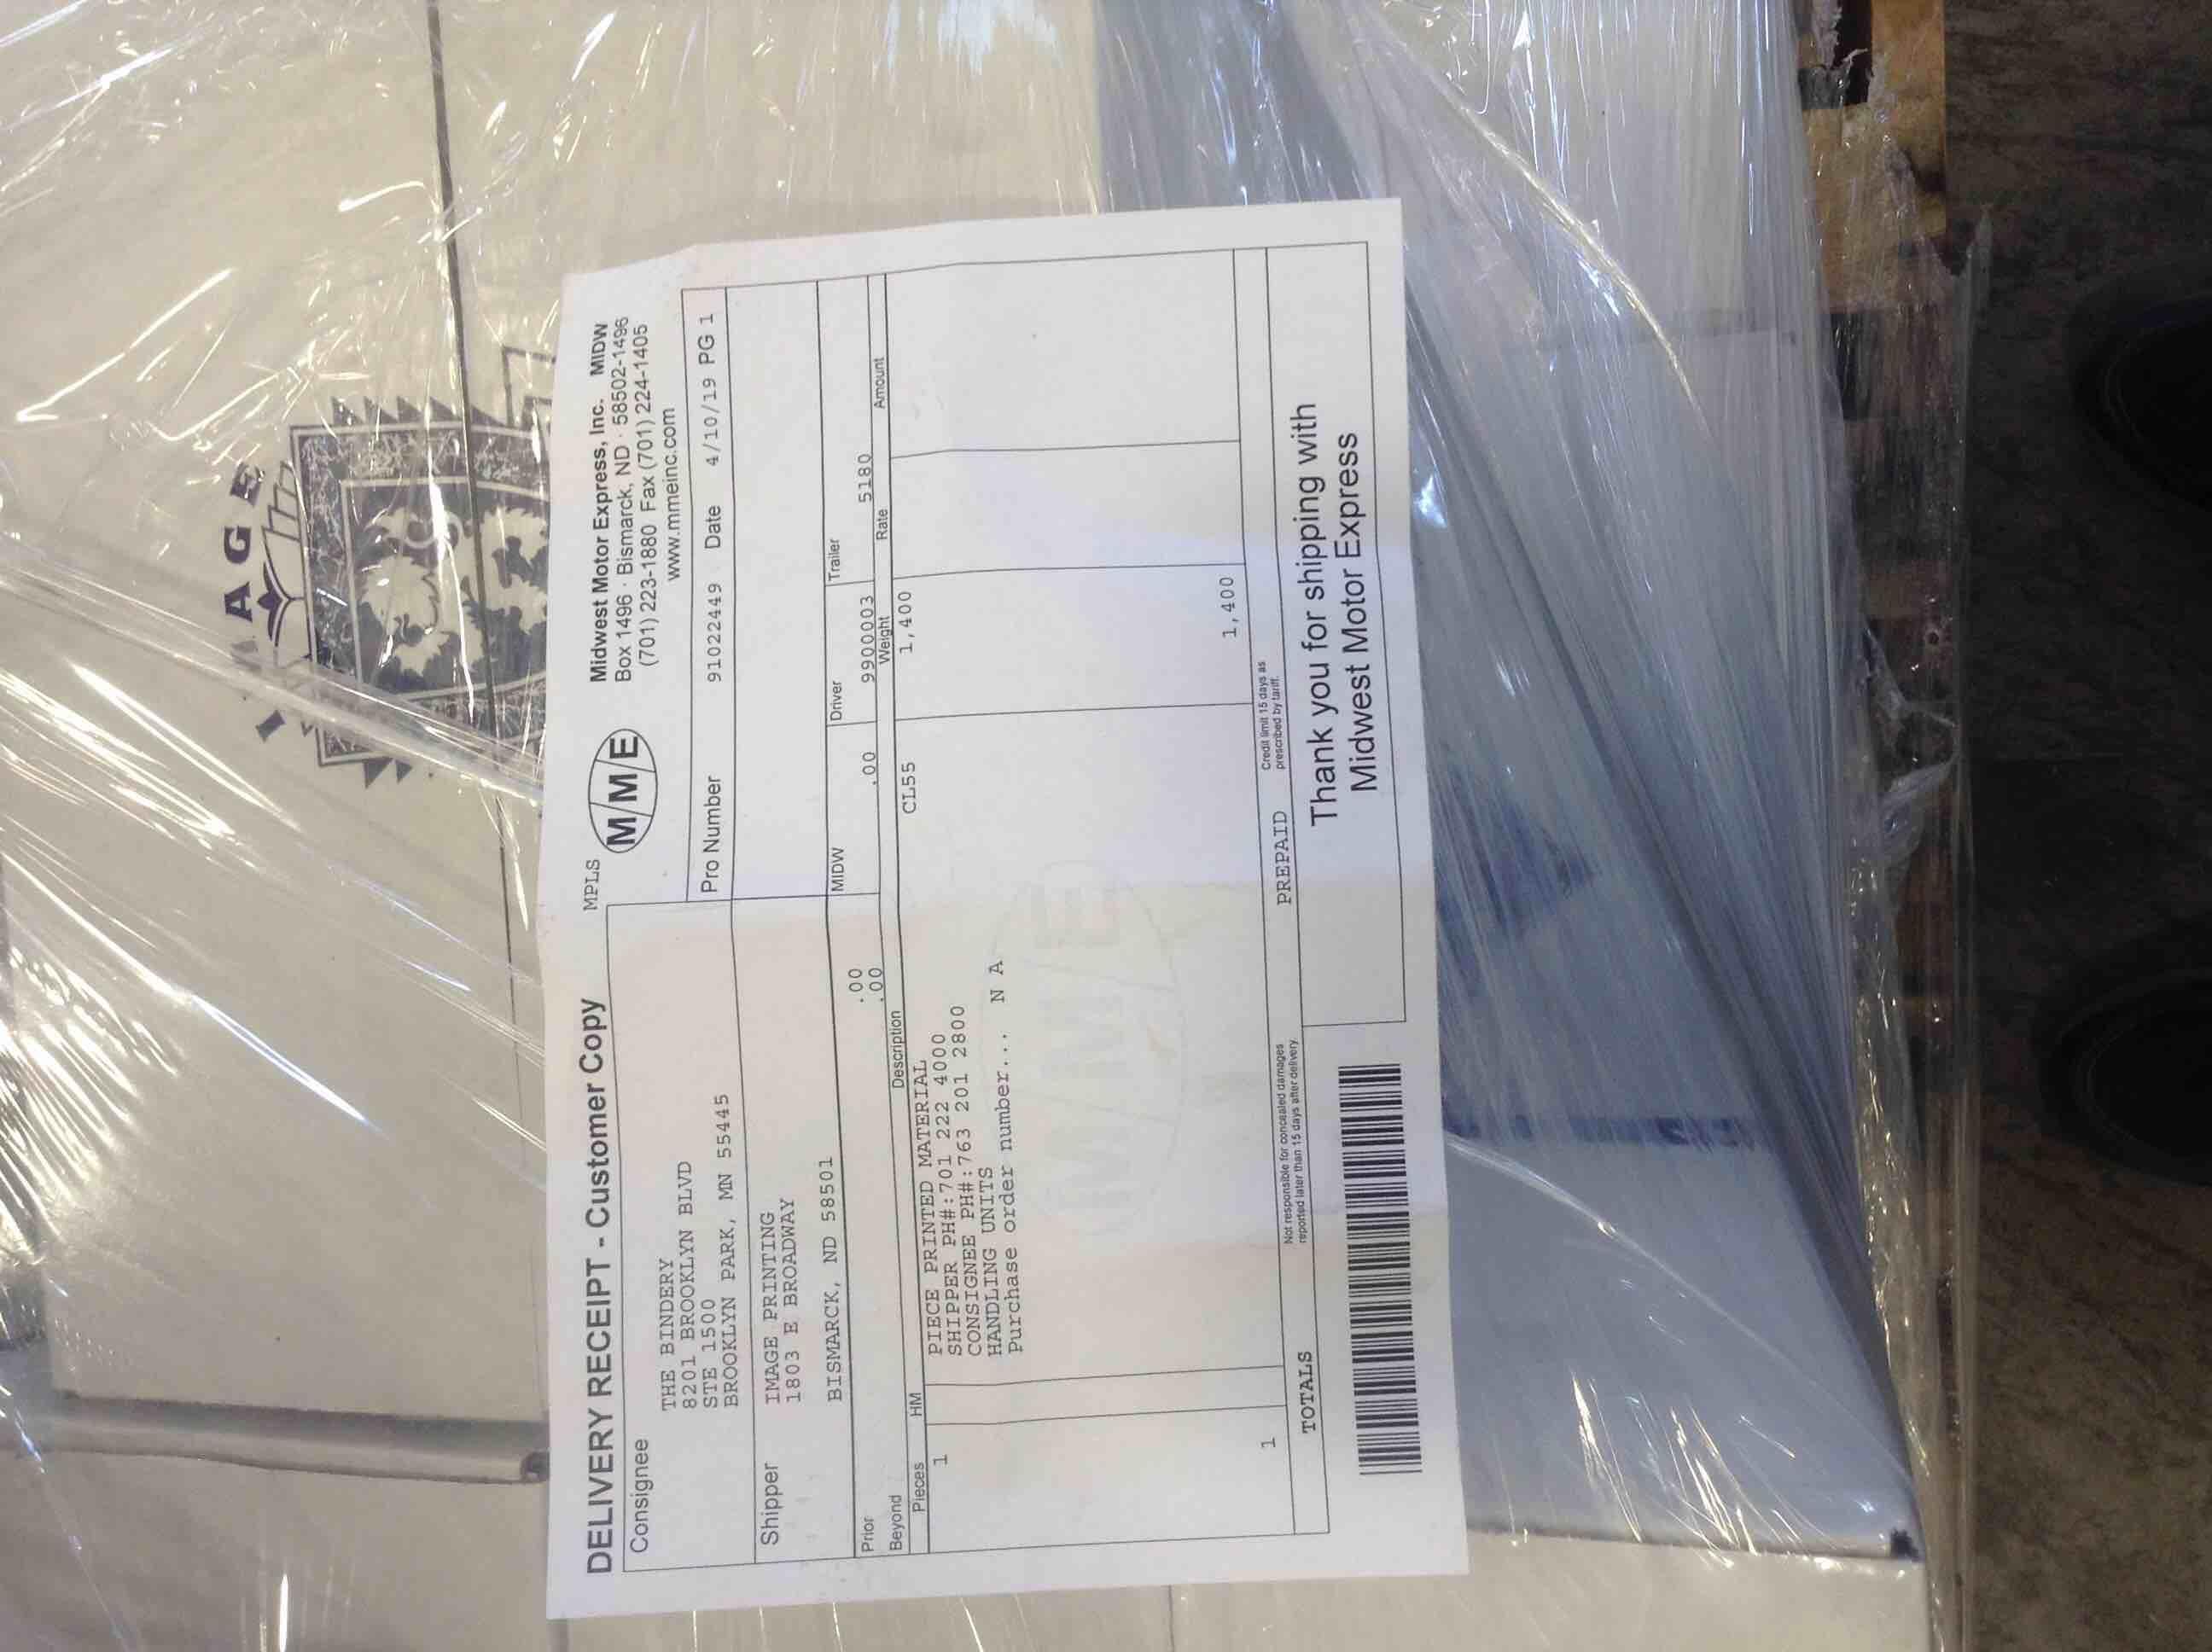 IMAGE
DELIVERY RECEIPT - Customer Copy
MPLS
M/M/E
Midwest Motor Express, Inc. MIDW
Box 1496 · Bismarck, ND · 58502-1496
(701) 223-1880 Fax (701) 224-1405
www.mmeinc.com
Consignee
THE BINDERY
8201 BROOKLYN BLVD
STE 1500
BROOKLYN PARK, MN 55445
Pro Number 91022449 Date 4/10/19 PG 1
Shipper IMAGE PRINTING
1803 E BROADWAY
BISMARCK, ND 58501
MIDW Driver Trailer
Prior .00 .00 9900003 5180
Beyond .00
Pieces HM Description Weight Rate Amount
1 CL55 1,400
PIECE PRINTED MATERIAL
SHIPPER PH#:701 222 4000
CONSIGNEE PH#:763 201 2800
HANDLING UNITS
Purchase order number... N A
M/M/E
1 1,400
TOTALS
Not responsible for concealed damages
reported later than 15 days after delivery.
PREPAID
Credit limit 15 days as
prescribed by tariff.
Thank you for shipping with
Midwest Motor Express